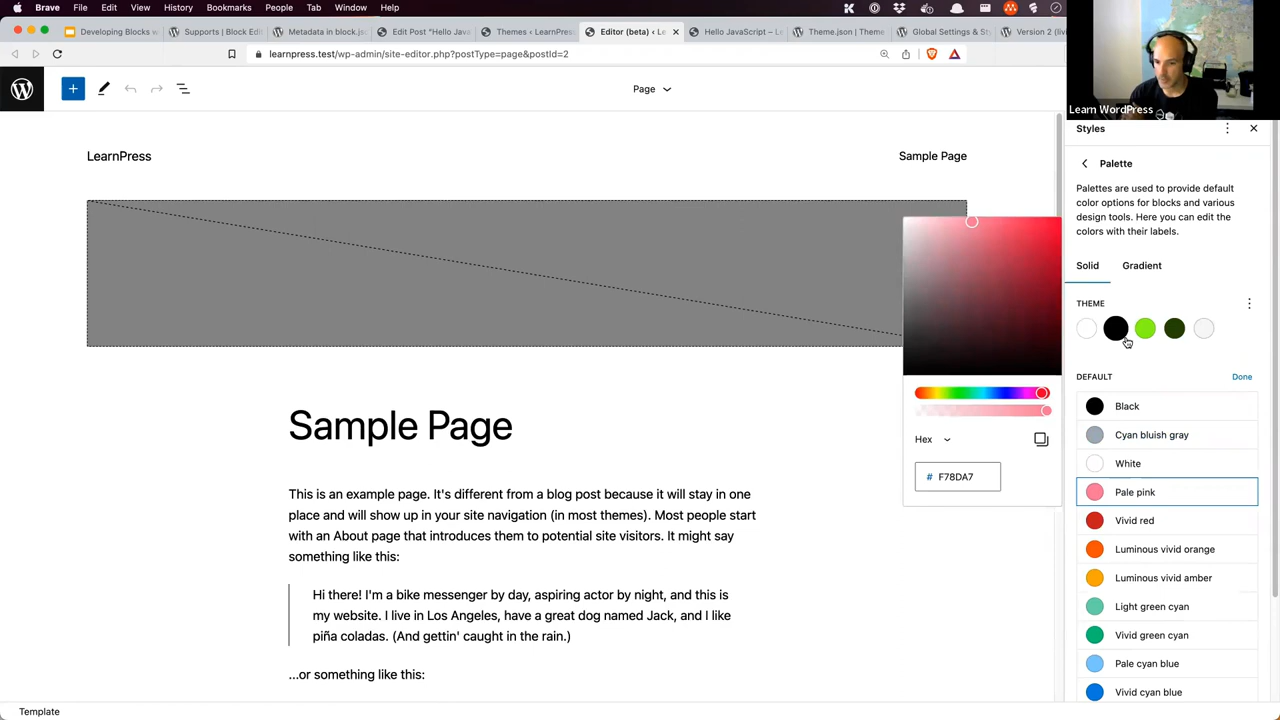 Brave File Edit View History Bookmarks People Tab Window Help
Developing Blocks w
Supports | Block Edit
Metadata in block.js
Edit Post "Hello Java
Themes ‹ LearnPress
Editor (beta) ‹ Le
Hello JavaScript – L
Theme.json | Theme
Global Settings & St
Version 2 (liv
learnpress.test/wp-admin/site-editor.php?postType=page&postId=2
Learn WordPress
Page
Styles
Palette
Palettes are used to provide default
color options for blocks and various
design tools. Here you can edit the
colors with their labels.
Solid Gradient
THEME
DEFAULT Done
Black
Cyan bluish gray
White
Pale pink
Vivid red
Luminous vivid orange
Luminous vivid amber
Light green cyan
Vivid green cyan
Pale cyan blue
Vivid cyan blue
Hex
# F78DA7
LearnPress
Sample Page
Sample Page
This is an example page. It's different from a blog post because it will stay in one
place and will show up in your site navigation (in most themes). Most people start
with an About page that introduces them to potential site visitors. It might say
something like this:
Hi there! I'm a bike messenger by day, aspiring actor by night, and this is
my website. I live in Los Angeles, have a great dog named Jack, and I like
piña coladas. (And gettin' caught in the rain.)
...or something like this:
Template